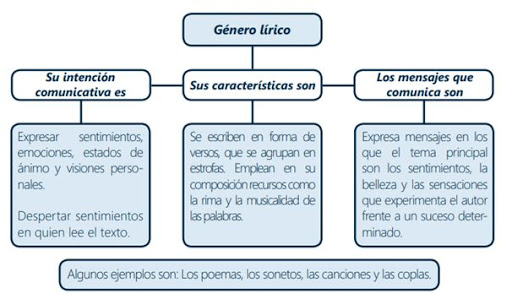 Género lírico
Su intención
comunicativa es
Sus características son
Los mensajes que
comunica son
Expresar sentimientos,
emociones, estados de
ánimo y visiones perso-
nales.
Despertar sentimientos
en quien lee el texto.
Se escriben en forma de
versos, que se agrupan en
estrofas. Emplean en su
composición recursos como
la rima y la musicalidad de
las palabras.
Expresa mensajes en los
que el tema principal
son los sentimientos, la
belleza y las sensaciones
que experimenta el autor
frente a un suceso deter-
minado.
Algunos ejemplos son: Los poemas, los sonetos, las canciones y las coplas.